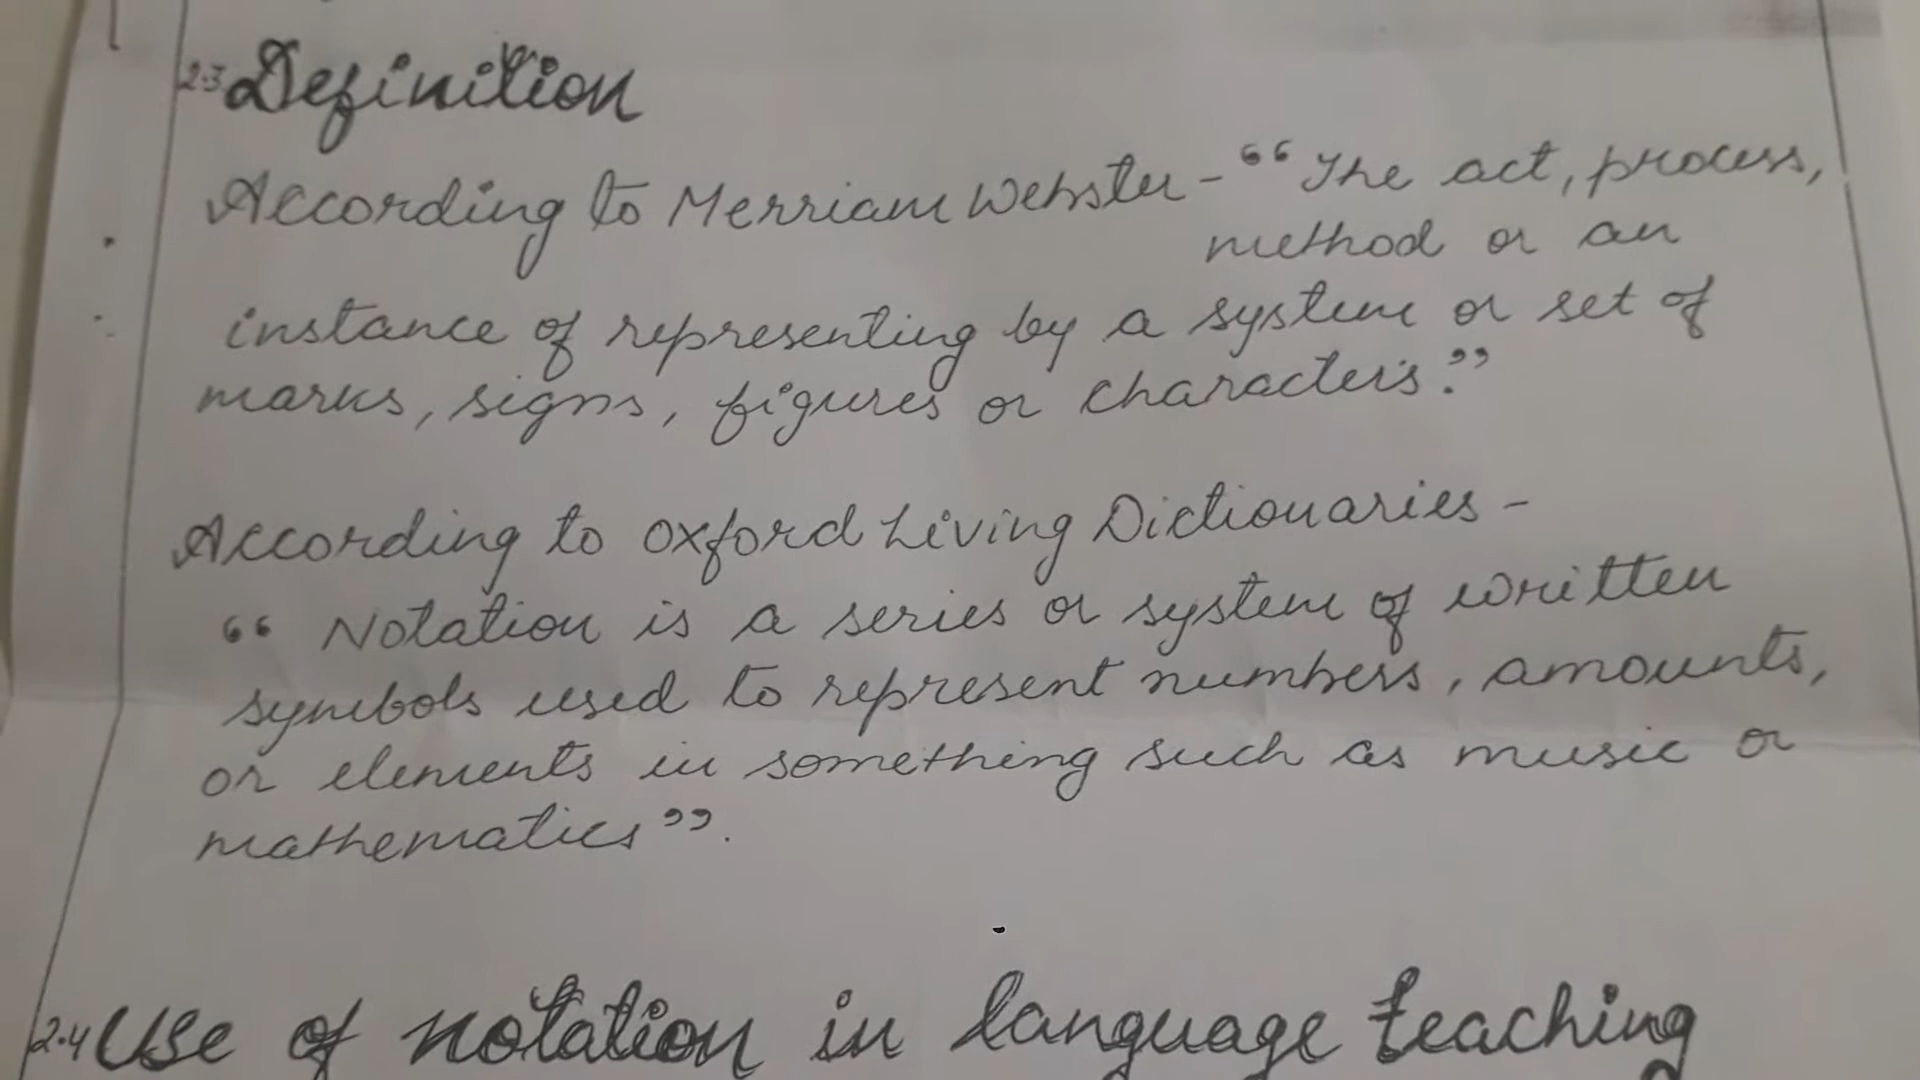 2.3 Definition
According to Merriam Webster - “The act, process,
method or an
instance of representing by a system or set of
marks, signs, figures or characters.”
According to Oxford Living Dictionaries -
“Notation is a series or system of written
symbols used to represent numbers, amounts,
or elements in something such as music or
mathematics”.
2.4 Use of notation in language teaching